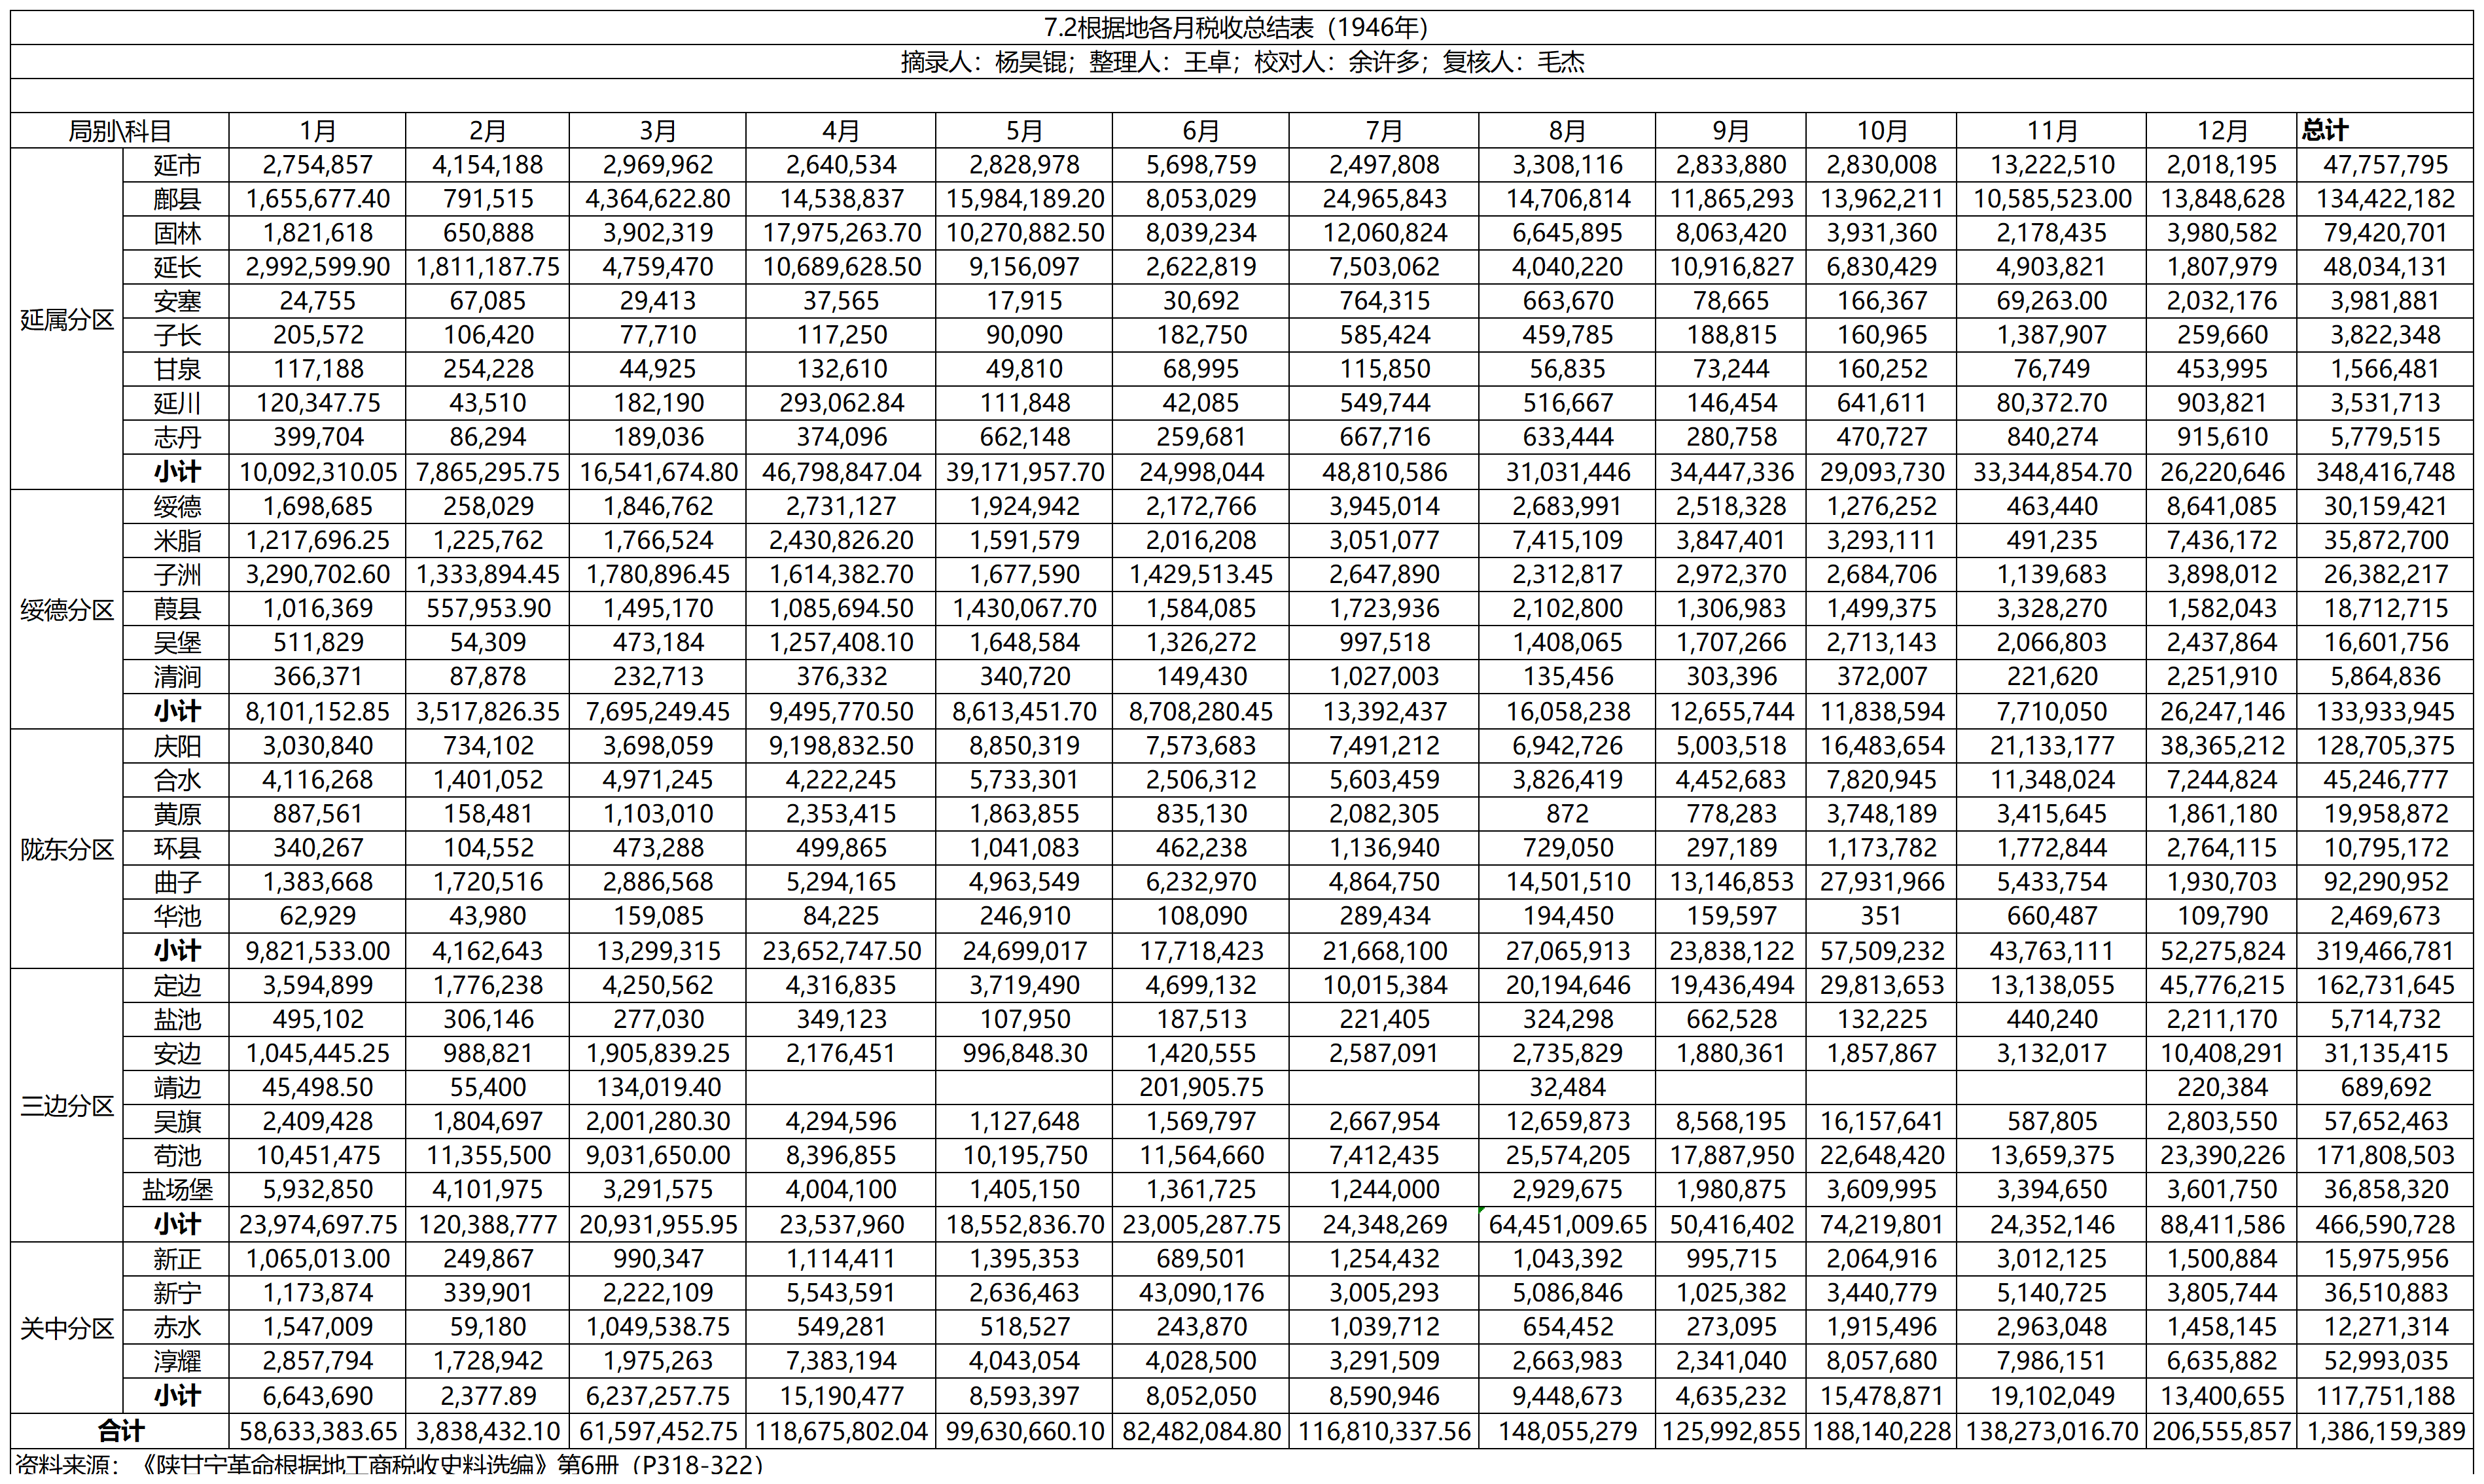 7.2根据地各月税收总结表（1946年）
摘录人：杨昊锟；整理人：王卓；校对人：余许多；复核人：毛杰
局别\科目 1月 2月 3月 4月 5月 6月 7月 8月 9月 10月 11月 12月 总计
延属分区
延市 2,754,857 4,154,188 2,969,962 2,640,534 2,828,978 5,698,759 2,497,808 3,308,116 2,833,880 2,830,008 13,222,510 2,018,195 47,757,795
鄜县 1,655,677.40 791,515 4,364,622.80 14,538,837 15,984,189.20 8,053,029 24,965,843 14,706,814 11,865,293 13,962,211 10,585,523.00 13,848,628 134,422,182
固林 1,821,618 650,888 3,902,319 17,975,263.70 10,270,882.50 8,039,234 12,060,824 6,645,895 8,063,420 3,931,360 2,178,435 3,980,582 79,420,701
延长 2,992,599.90 1,811,187.75 4,759,470 10,689,628.50 9,156,097 2,622,819 7,503,062 4,040,220 10,916,827 6,830,429 4,903,821 1,807,979 48,034,131
安塞 24,755 67,085 29,413 37,565 17,915 30,692 764,315 663,670 78,665 166,367 69,263.00 2,032,176 3,981,881
子长 205,572 106,420 77,710 117,250 90,090 182,750 585,424 459,785 188,815 160,965 1,387,907 259,660 3,822,348
甘泉 117,188 254,228 44,925 132,610 49,810 68,995 115,850 56,835 73,244 160,252 76,749 453,995 1,566,481
延川 120,347.75 43,510 182,190 293,062.84 111,848 42,085 549,744 516,667 146,454 641,611 80,372.70 903,821 3,531,713
志丹 399,704 86,294 189,036 374,096 662,148 259,681 667,716 633,444 280,758 470,727 840,274 915,610 5,779,515
小计 10,092,310.05 7,865,295.75 16,541,674.80 46,798,847.04 39,171,957.70 24,998,044 48,810,586 31,031,446 34,447,336 29,093,730 33,344,854.70 26,220,646 348,416,748
绥德分区
绥德 1,698,685 258,029 1,846,762 2,731,127 1,924,942 2,172,766 3,945,014 2,683,991 2,518,328 1,276,252 463,440 8,641,085 30,159,421
米脂 1,217,696.25 1,225,762 1,766,524 2,430,826.20 1,591,579 2,016,208 3,051,077 7,415,109 3,847,401 3,293,111 491,235 7,436,172 35,872,700
子洲 3,290,702.60 1,333,894.45 1,780,896.45 1,614,382.70 1,677,590 1,429,513.45 2,647,890 2,312,817 2,972,370 2,684,706 1,139,683 3,898,012 26,382,217
葭县 1,016,369 557,953.90 1,495,170 1,085,694.50 1,430,067.70 1,584,085 1,723,936 2,102,800 1,306,983 1,499,375 3,328,270 1,582,043 18,712,715
吴堡 511,829 54,309 473,184 1,257,408.10 1,648,584 1,326,272 997,518 1,408,065 1,707,266 2,713,143 2,066,803 2,437,864 16,601,756
清涧 366,371 87,878 232,713 376,332 340,720 149,430 1,027,003 135,456 303,396 372,007 221,620 2,251,910 5,864,836
小计 8,101,152.85 3,517,826.35 7,695,249.45 9,495,770.50 8,613,451.70 8,708,280.45 13,392,437 16,058,238 12,655,744 11,838,594 7,710,050 26,247,146 133,933,945
陇东分区
庆阳 3,030,840 734,102 3,698,059 9,198,832.50 8,850,319 7,573,683 7,491,212 6,942,726 5,003,518 16,483,654 21,133,177 38,365,212 128,705,375
合水 4,116,268 1,401,052 4,971,245 4,222,245 5,733,301 2,506,312 5,603,459 3,826,419 4,452,683 7,820,945 11,348,024 7,244,824 45,246,777
黄原 887,561 158,481 1,103,010 2,353,415 1,863,855 835,130 2,082,305 872 778,283 3,748,189 3,415,645 1,861,180 19,958,872
环县 340,267 104,552 473,288 499,865 1,041,083 462,238 1,136,940 729,050 297,189 1,173,782 1,772,844 2,764,115 10,795,172
曲子 1,383,668 1,720,516 2,886,568 5,294,165 4,963,549 6,232,970 4,864,750 14,501,510 13,146,853 27,931,966 5,433,754 1,930,703 92,290,952
华池 62,929 43,980 159,085 84,225 246,910 108,090 289,434 194,450 159,597 351 660,487 109,790 2,469,673
小计 9,821,533.00 4,162,643 13,299,315 23,652,747.50 24,699,017 17,718,423 21,668,100 27,065,913 23,838,122 57,509,232 43,763,111 52,275,824 319,466,781
三边分区
定边 3,594,899 1,776,238 4,250,562 4,316,835 3,719,490 4,699,132 10,015,384 20,194,646 19,436,494 29,813,653 13,138,055 45,776,215 162,731,645
盐池 495,102 306,146 277,030 349,123 107,950 187,513 221,405 324,298 662,528 132,225 440,240 2,211,170 5,714,732
安边 1,045,445.25 988,821 1,905,839.25 2,176,451 996,848.30 1,420,555 2,587,091 2,735,829 1,880,361 1,857,867 3,132,017 10,408,291 31,135,415
靖边 45,498.50 55,400 134,019.40 201,905.75 32,484 220,384 689,692
吴旗 2,409,428 1,804,697 2,001,280.30 4,294,596 1,127,648 1,569,797 2,667,954 12,659,873 8,568,195 16,157,641 587,805 2,803,550 57,652,463
苟池 10,451,475 11,355,500 9,031,650.00 8,396,855 10,195,750 11,564,660 7,412,435 25,574,205 17,887,950 22,648,420 13,659,375 23,390,226 171,808,503
盐场堡 5,932,850 4,101,975 3,291,575 4,004,100 1,405,150 1,361,725 1,244,000 2,929,675 1,980,875 3,609,995 3,394,650 3,601,750 36,858,320
小计 23,974,697.75 120,388,777 20,931,955.95 23,537,960 18,552,836.70 23,005,287.75 24,348,269 64,451,009.65 50,416,402 74,219,801 24,352,146 88,411,586 466,590,728
关中分区
新正 1,065,013.00 249,867 990,347 1,114,411 1,395,353 689,501 1,254,432 1,043,392 995,715 2,064,916 3,012,125 1,500,884 15,975,956
新宁 1,173,874 339,901 2,222,109 5,543,591 2,636,463 43,090,176 3,005,293 5,086,846 1,025,382 3,440,779 5,140,725 3,805,744 36,510,883
赤水 1,547,009 59,180 1,049,538.75 549,281 518,527 243,870 1,039,712 654,452 273,095 1,915,496 2,963,048 1,458,145 12,271,314
淳耀 2,857,794 1,728,942 1,975,263 7,383,194 4,043,054 4,028,500 3,291,509 2,663,983 2,341,040 8,057,680 7,986,151 6,635,882 52,993,035
小计 6,643,690 2,377.89 6,237,257.75 15,190,477 8,593,397 8,052,050 8,590,946 9,448,673 4,635,232 15,478,871 19,102,049 13,400,655 117,751,188
合计 58,633,383.65 3,838,432.10 61,597,452.75 118,675,802.04 99,630,660.10 82,482,084.80 116,810,337.56 148,055,279 125,992,855 188,140,228 138,273,016.70 206,555,857 1,386,159,389
资料来源：《陕甘宁革命根据地工商税收史料选编》第6册（P318-322）